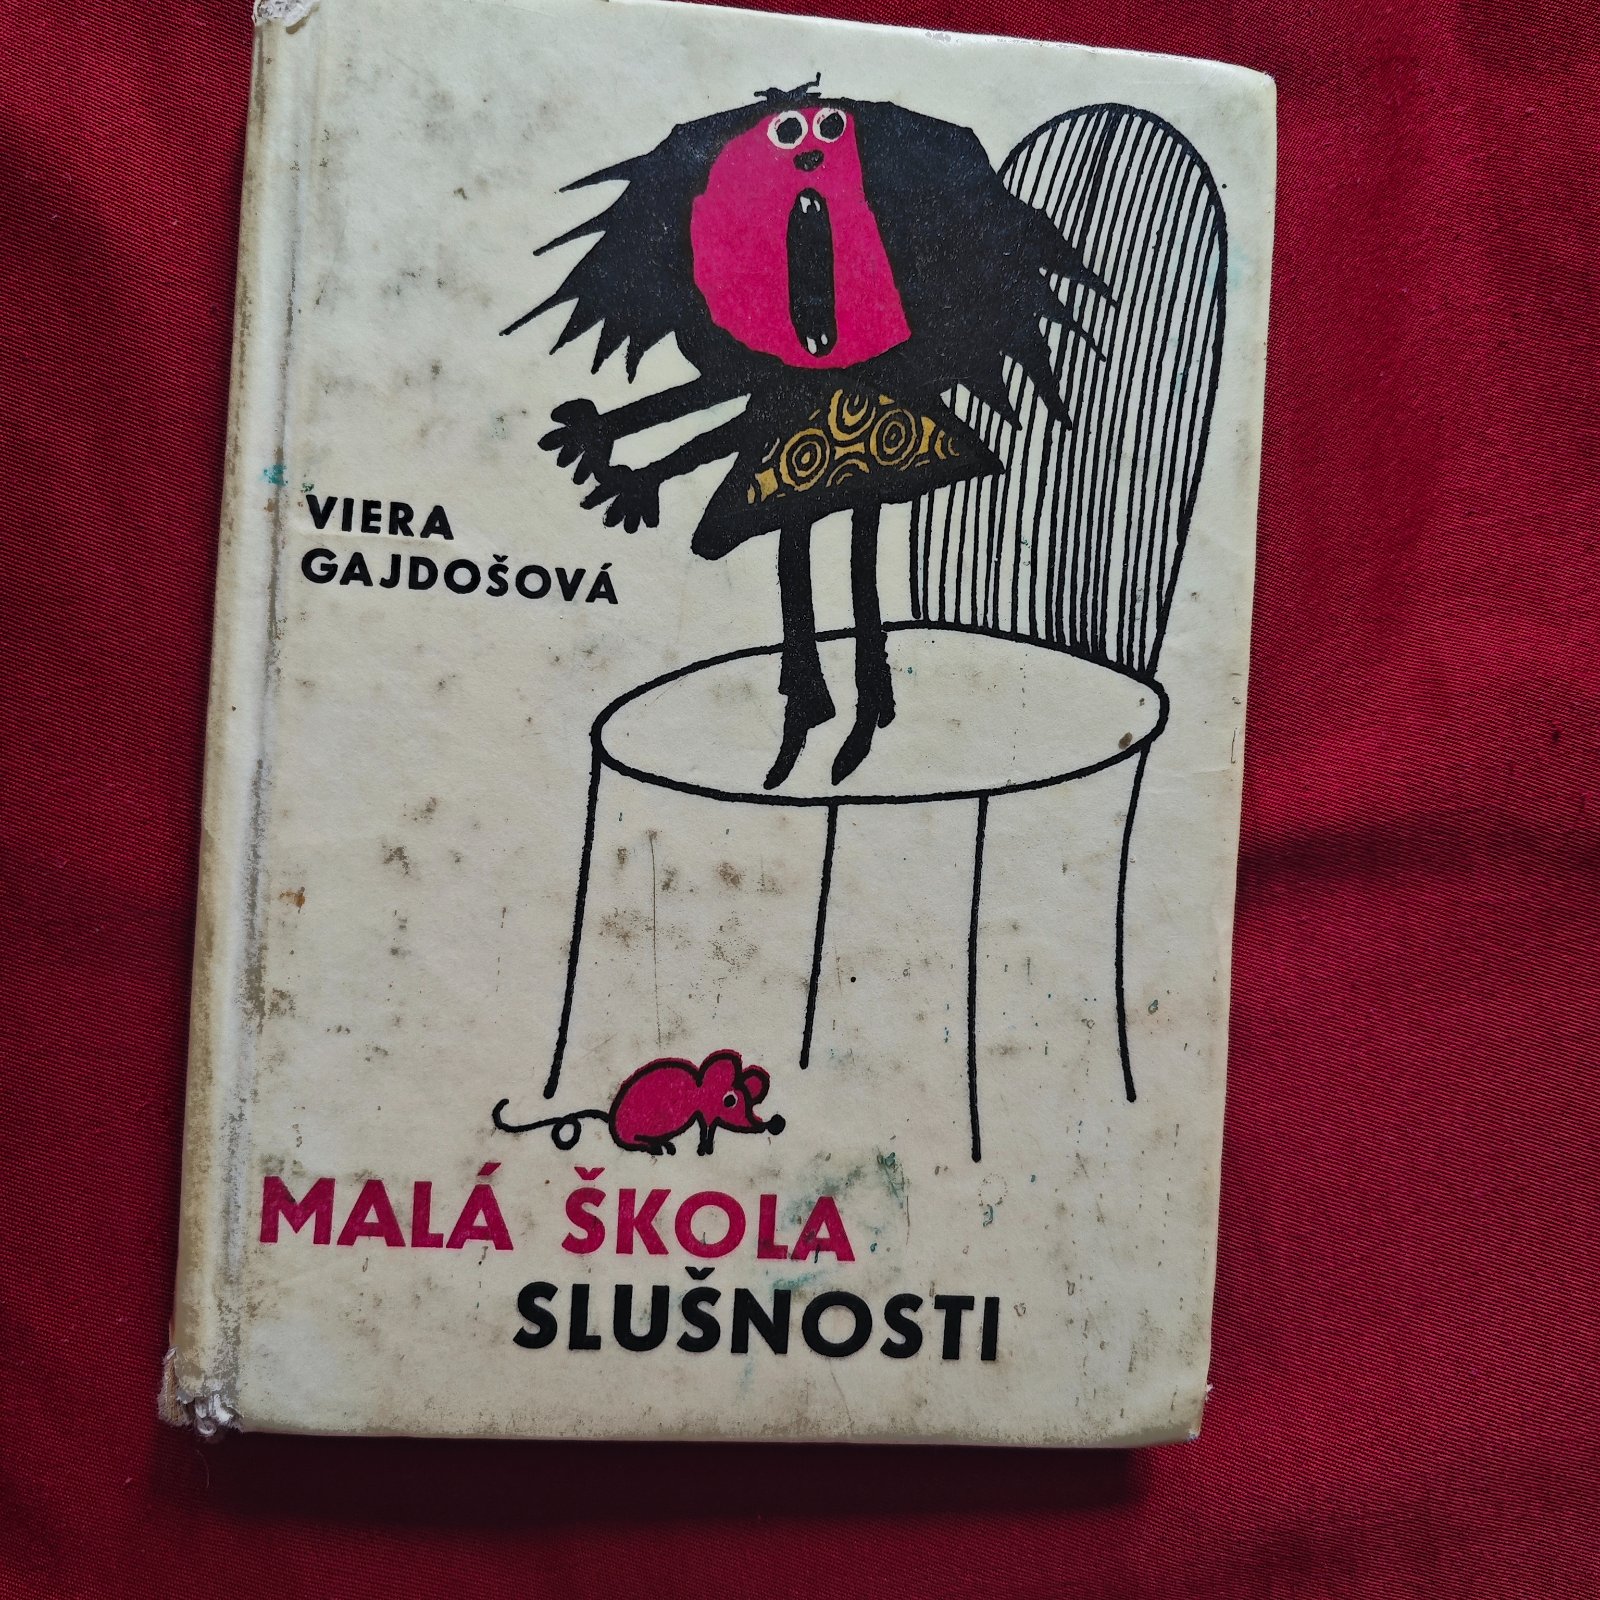 VIERA
GAJDOŠOVÁ
MALÁ ŠKOLA
SLUŠNOSTI